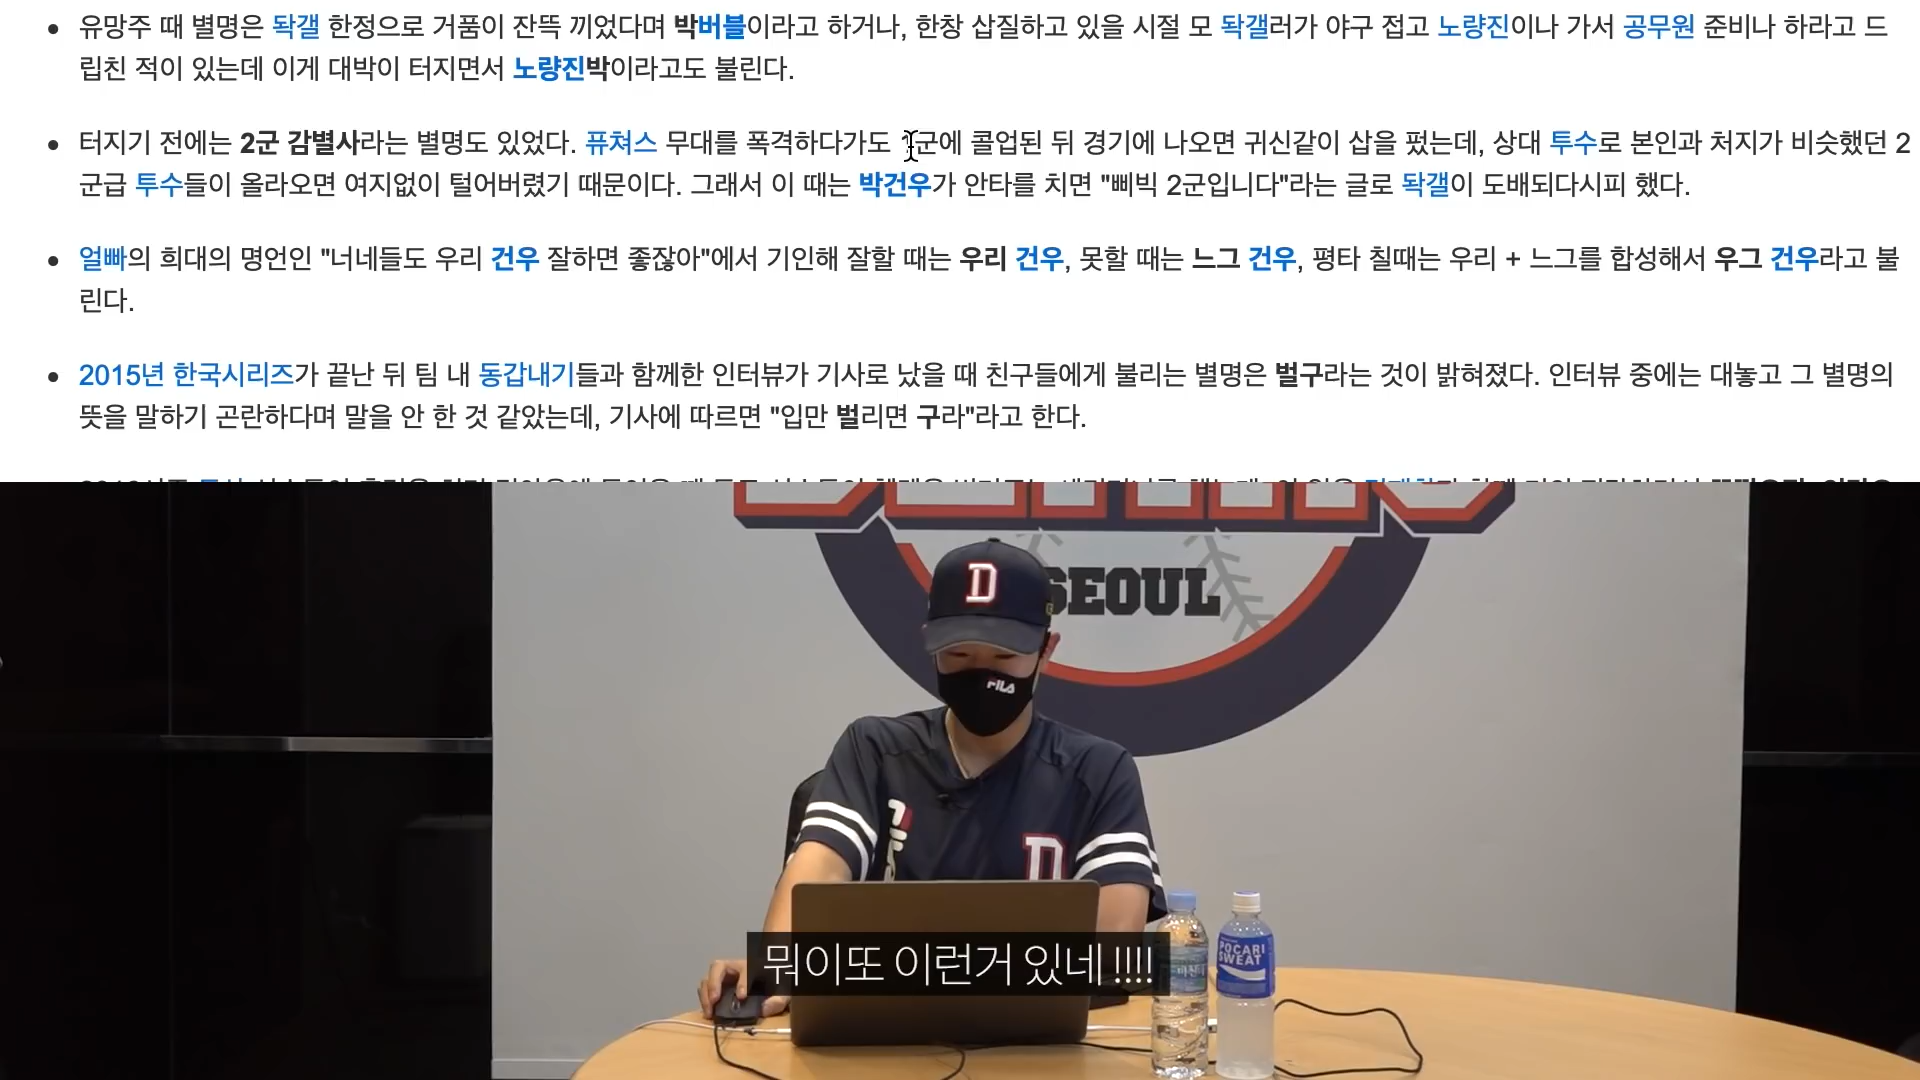 유망주 때 별명은 돡갤 한정으로 거품이 잔뜩 끼었다며 박버블이라고 하거나, 한창 삽질하고 있을 시절 모 돡갤러가 야구 접고 노량진이나 가서 공무원 준비나 하라고 드
립친 적이 있는데 이게 대박이 터지면서 노량진박이라고도 불린다.
터지기 전에는 2군 감별사라는 별명도 있었다. 퓨쳐스 무대를 폭격하다가도 1군에 콜업된 뒤 경기에 나오면 귀신같이 삽을 펐는데, 상대 투수로 본인과 처지가 비슷했던 2
군급 투수들이 올라오면 여지없이 털어버렸기 때문이다. 그래서 이 때는 박건우가 안타를 치면 "삐빅 2군입니다"라는 글로 돡갤이 도배되다시피 했다.
얼빠의 희대의 명언인 "너네들도 우리 건우 잘하면 좋잖아"에서 기인해 잘할 때는 우리 건우, 못할 때는 느그 건우, 평타 칠때는 우리 + 느그를 합성해서 우그 건우라고 불
린다.
2015년 한국시리즈가 끝난 뒤 팀 내 동갑내기들과 함께한 인터뷰가 기사로 났을 때 친구들에게 불리는 별명은 벌구라는 것이 밝혀졌다. 인터뷰 중에는 대놓고 그 별명의
뜻을 말하기 곤란하다며 말을 안 한 것 같았는데, 기사에 따르면 "입만 벌리면 구라"라고 한다.
SEOUL
D
FILA
FILA
D
POCARI
SWEAT
뭐이또 이런거 있네 !!!!